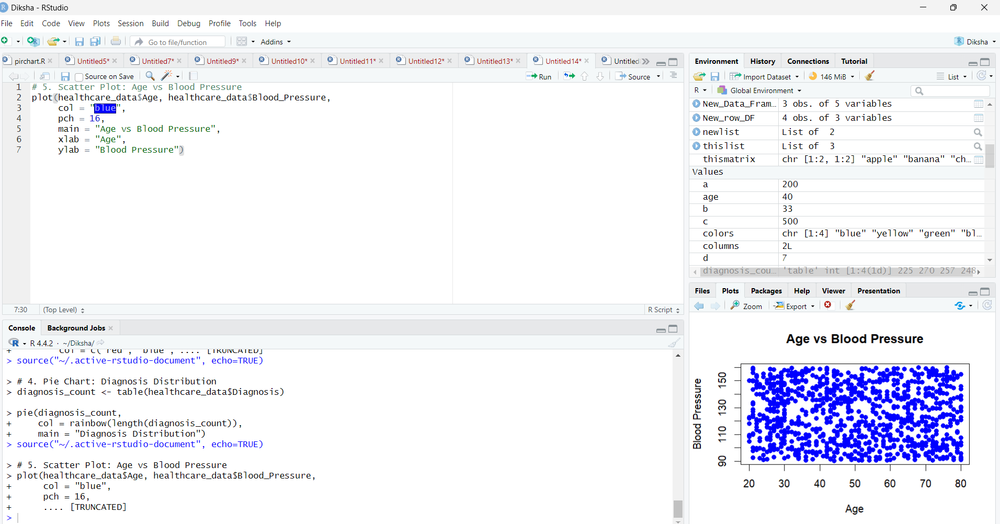 Diksha - RStudio
File Edit Code View Plots Session Build Debug Profile Tools Help
Go to file/function Addins Diksha
pirchart.R Untitled5* Untitled7* Untitled9* Untitled10* Untitled11* Untitled12* Untitled13* Untitled14* Untitled
Source on Save Run Source
1 # 5. Scatter Plot: Age vs Blood Pressure
2 plot(healthcare_data$Age, healthcare_data$Blood_Pressure,
3 col = "blue",
4 pch = 16,
5 main = "Age vs Blood Pressure",
6 xlab = "Age",
7 ylab = "Blood Pressure")
7:30 (Top Level) R Script
Console Background Jobs
R 4.4.2 · ~/Diksha/
+ col = c("red", "blue", .... [TRUNCATED]
> source("~/.active-rstudio-document", echo=TRUE)
> # 4. Pie Chart: Diagnosis Distribution
> diagnosis_count <- table(healthcare_data$Diagnosis)
> pie(diagnosis_count,
+ col = rainbow(length(diagnosis_count)),
+ main = "Diagnosis Distribution")
> source("~/.active-rstudio-document", echo=TRUE)
> # 5. Scatter Plot: Age vs Blood Pressure
> plot(healthcare_data$Age, healthcare_data$Blood_Pressure,
+ col = "blue",
+ pch = 16,
+ .... [TRUNCATED]
>
Environment History Connections Tutorial
Import Dataset 146 MiB List
R Global Environment
New_Data_Fram... 3 obs. of 5 variables
New_row_DF 4 obs. of 3 variables
newlist List of 2
thislist List of 3
thismatrix chr [1:2, 1:2] "apple" "banana" "ch...
Values
a 200
age 40
b 33
c 500
colors chr [1:4] "blue" "yellow" "green" "bl...
columns 2L
d 7
diagnosis_cou... 'table' int [1:4(1d)] 225 270 257 248
Files Plots Packages Help Viewer Presentation
Zoom Export
Age vs Blood Pressure
Blood Pressure
150
130
110
90
20 30 40 50 60 70 80
Age